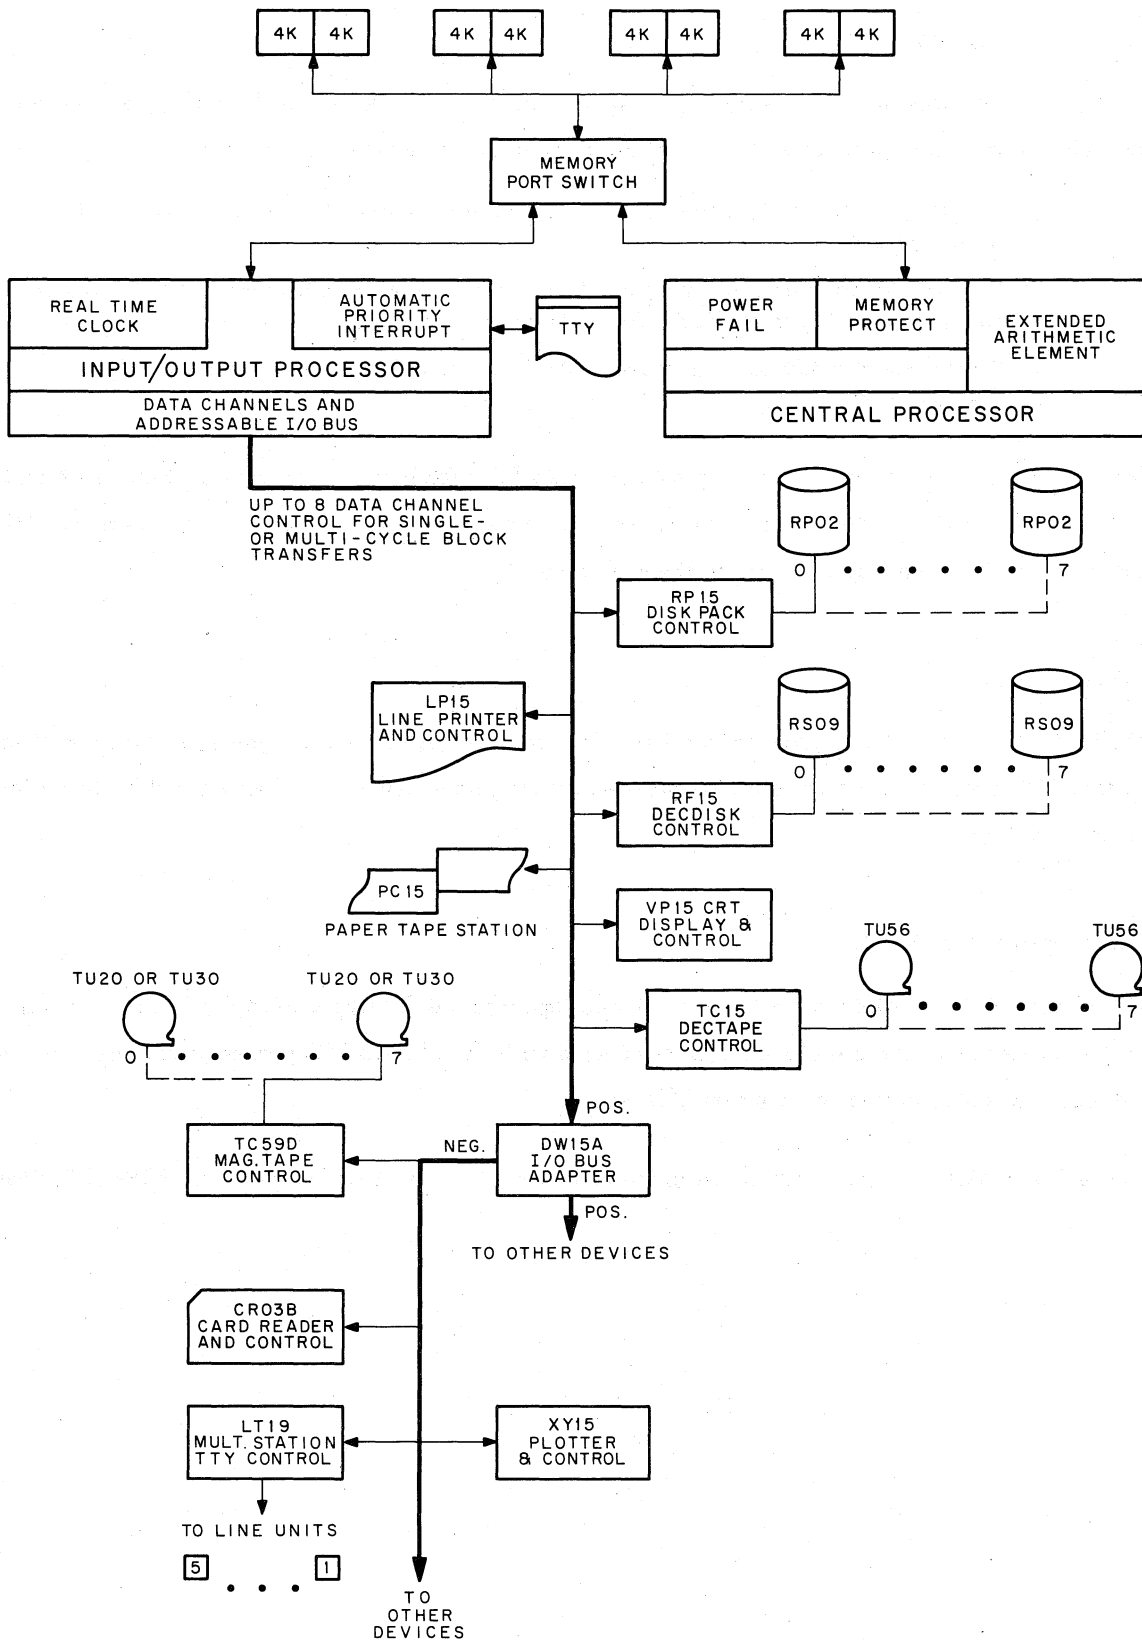 4K 4K 4K 4K 4K 4K 4K 4K
MEMORY
PORT SWITCH
REAL TIME
CLOCK
AUTOMATIC
PRIORITY
INTERRUPT
INPUT/OUTPUT PROCESSOR
DATA CHANNELS AND
ADDRESSABLE I/O BUS
TTY
POWER
FAIL
MEMORY
PROTECT
EXTENDED
ARITHMETIC
ELEMENT
CENTRAL PROCESSOR
UP TO 8 DATA CHANNEL
CONTROL FOR SINGLE-
OR MULTI-CYCLE BLOCK
TRANSFERS
RP02 RP02
0 7
RP15
DISK PACK
CONTROL
LP15
LINE PRINTER
AND CONTROL
RS09 RS09
0 7
RF15
DECDISK
CONTROL
PC15
PAPER TAPE STATION
VP15 CRT
DISPLAY &
CONTROL
TU56 TU56
0 7
TC15
DECTAPE
CONTROL
TU20 OR TU30 TU20 OR TU30
0 7
TC59D
MAG. TAPE
CONTROL
POS.
NEG.
DW15A
I/O BUS
ADAPTER
POS.
TO OTHER DEVICES
CR03B
CARD READER
AND CONTROL
LT19
MULT. STATION
TTY CONTROL
XY15
PLOTTER
& CONTROL
TO LINE UNITS
5 1
TO
OTHER
DEVICES